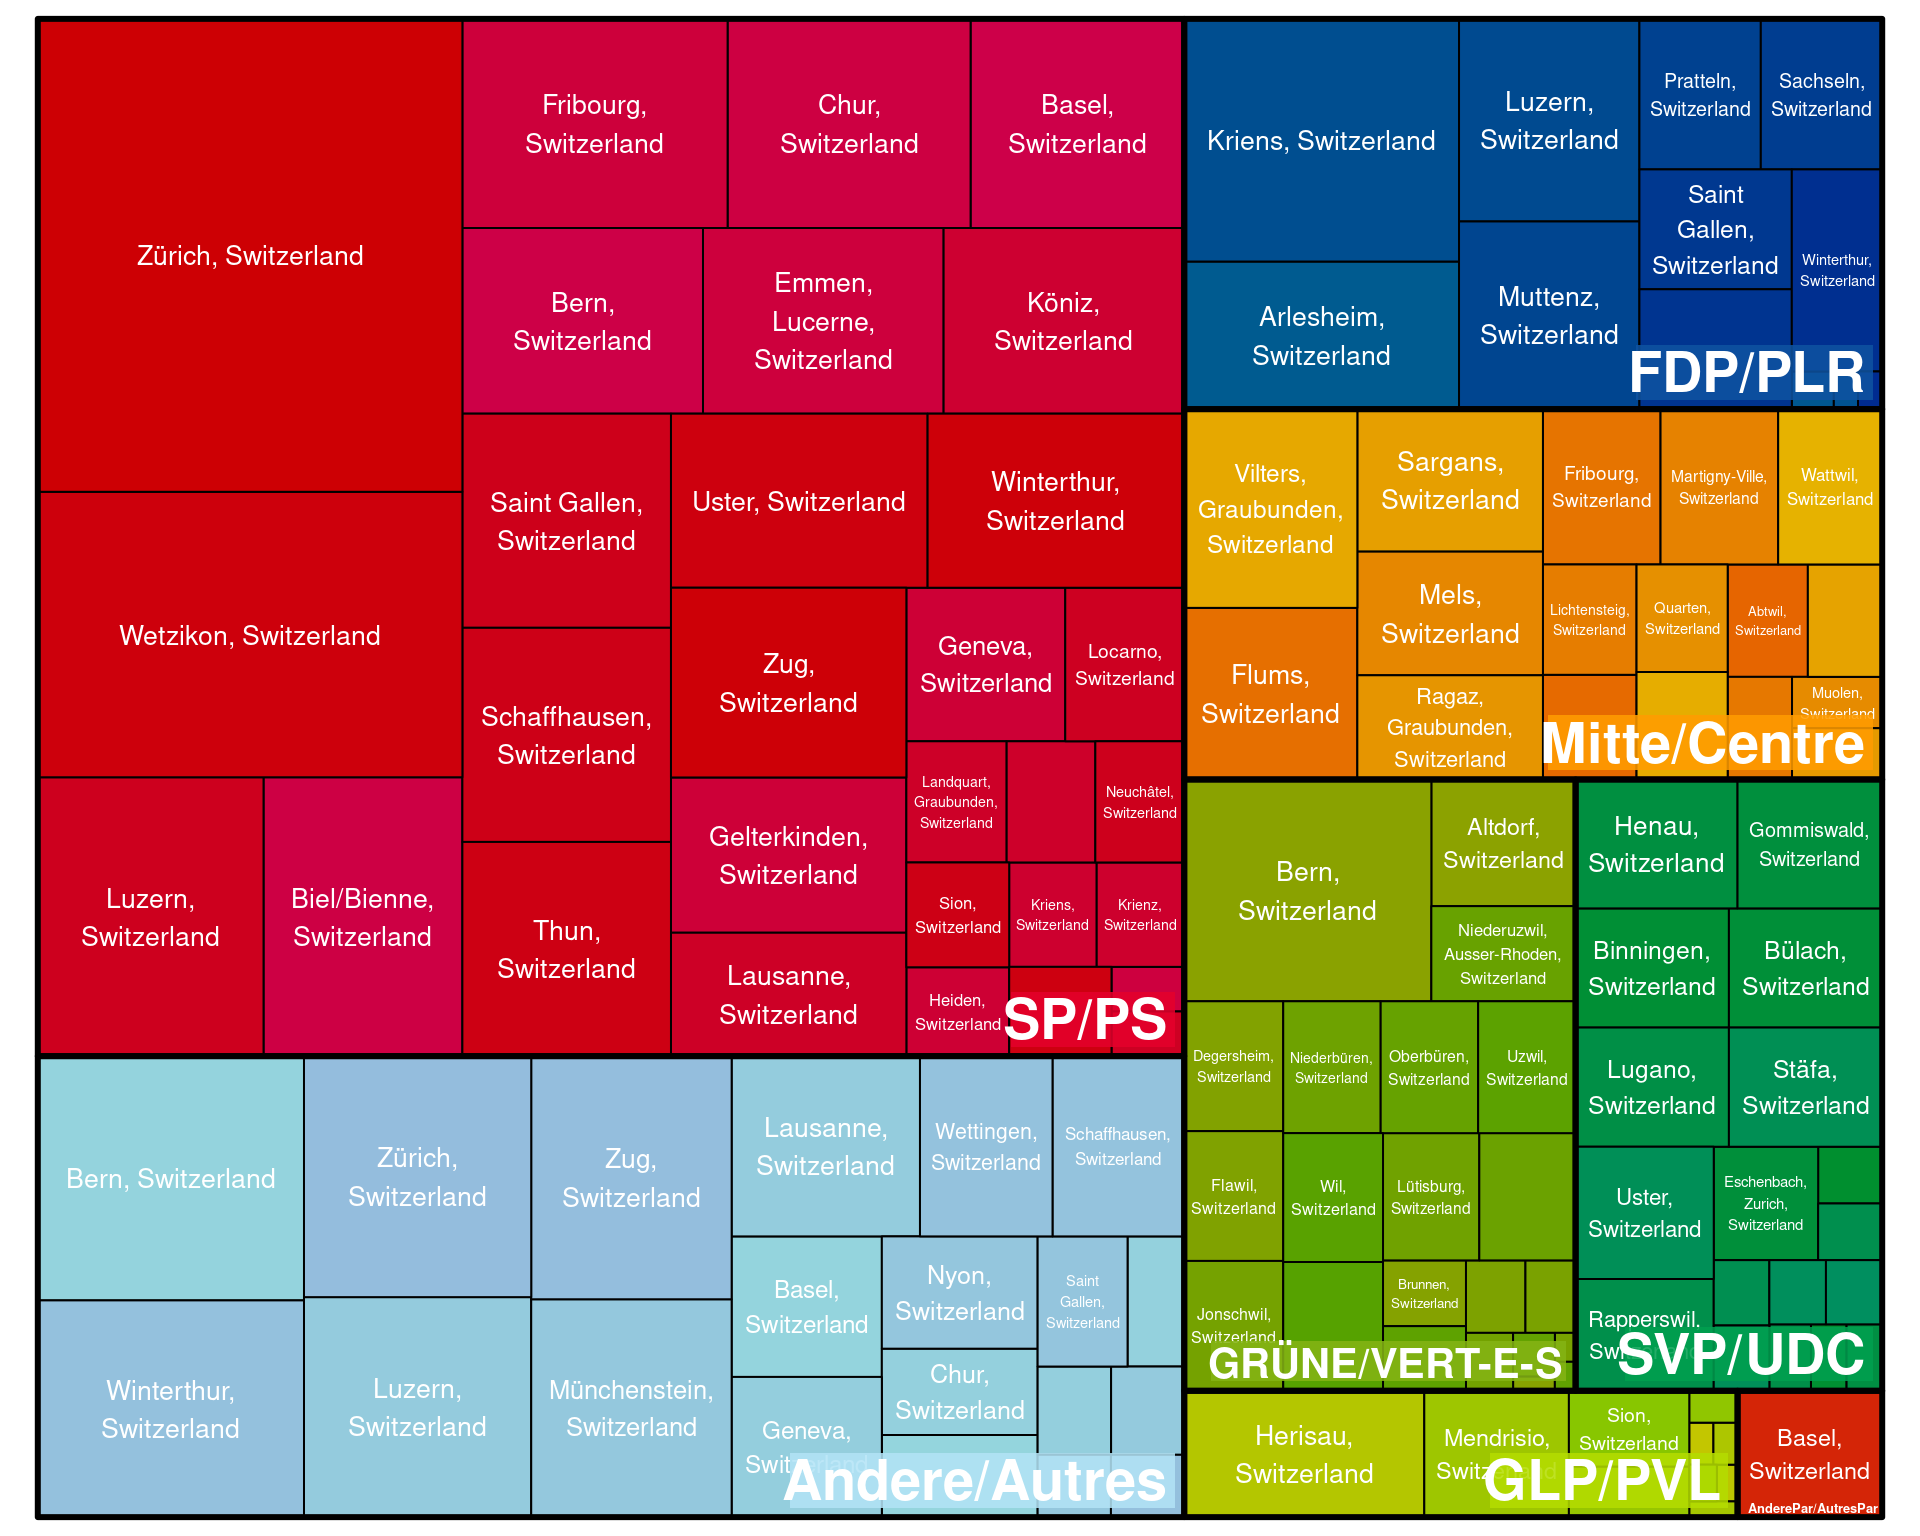 Zürich, Switzerland
Wetzikon, Switzerland
Luzern,
Switzerland
Biel/Bienne,
Switzerland
Fribourg,
Switzerland
Chur,
Switzerland
Basel,
Switzerland
Bern,
Switzerland
Emmen,
Lucerne,
Switzerland
Köniz,
Switzerland
Saint Gallen,
Switzerland
Uster, Switzerland
Winterthur,
Switzerland
Schaffhausen,
Switzerland
Thun,
Switzerland
Zug,
Switzerland
Gelterkinden,
Switzerland
Lausanne,
Switzerland
Geneva,
Switzerland
Locarno,
Switzerland
Landquart,
Graubunden,
Switzerland
Neuchâtel,
Switzerland
Sion,
Switzerland
Kriens,
Switzerland
Krienz,
Switzerland
Heiden,
Switzerland
SP/PS
Kriens, Switzerland
Arlesheim,
Switzerland
Luzern,
Switzerland
Muttenz,
Switzerland
Pratteln,
Switzerland
Sachseln,
Switzerland
Saint
Gallen,
Switzerland
Winterthur,
Switzerland
FDP/PLR
Vilters,
Graubunden,
Switzerland
Flums,
Switzerland
Sargans,
Switzerland
Mels,
Switzerland
Ragaz,
Graubunden,
Switzerland
Fribourg,
Switzerland
Martigny-Ville,
Switzerland
Wattwil,
Switzerland
Lichtensteig,
Switzerland
Quarten,
Switzerland
Abtwil,
Switzerland
Muolen,
Switzerland
Mitte/Centre
Bern,
Switzerland
Altdorf,
Switzerland
Niederuzwil,
Ausser-Rhoden,
Switzerland
Degersheim,
Switzerland
Niederbüren,
Switzerland
Oberbüren,
Switzerland
Uzwil,
Switzerland
Flawil,
Switzerland
Wil,
Switzerland
Lütisburg,
Switzerland
Jonschwil,
Switzerland
Brunnen,
Switzerland
GRÜNE/VERT-E-S
Henau,
Switzerland
Gommiswald,
Switzerland
Binningen,
Switzerland
Bülach,
Switzerland
Lugano,
Switzerland
Stäfa,
Switzerland
Uster,
Switzerland
Eschenbach,
Zurich,
Switzerland
Rapperswil,
Switzerland
SVP/UDC
Bern, Switzerland
Winterthur,
Switzerland
Zürich,
Switzerland
Luzern,
Switzerland
Zug,
Switzerland
Münchenstein,
Switzerland
Lausanne,
Switzerland
Wettingen,
Switzerland
Schaffhausen,
Switzerland
Basel,
Switzerland
Geneva,
Switzerland
Nyon,
Switzerland
Chur,
Switzerland
Saint
Gallen,
Switzerland
Andere/Autres
Herisau,
Switzerland
Mendrisio,
Switzerland
Sion,
Switzerland
GLP/PVL
Basel,
Switzerland
AnderePar/AutresPar